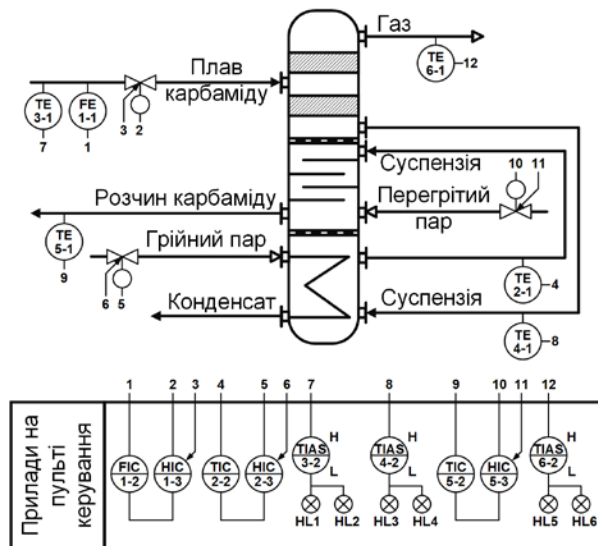 Газ
TE
6-1
12
Плав
карбаміду
TE
3-1
FE
1-1
7
1
3
2
Суспензія
10
11
Розчин карбаміду
Перегрітий
пар
TE
5-1
9
Грійний пар
6
5
TE
2-1
4
Конденсат
Суспензія
TE
4-1
8
Прилади на
пульті
керування
1 2 3 4 5 6 7 8 9 10 11 12
FIC
1-2
HIC
1-3
TIC
2-2
HIC
2-3
TIAS
3-2
H
L
TIAS
4-2
H
L
TIC
5-2
HIC
5-3
TIAS
6-2
H
L
HL1 HL2 HL3 HL4 HL5 HL6